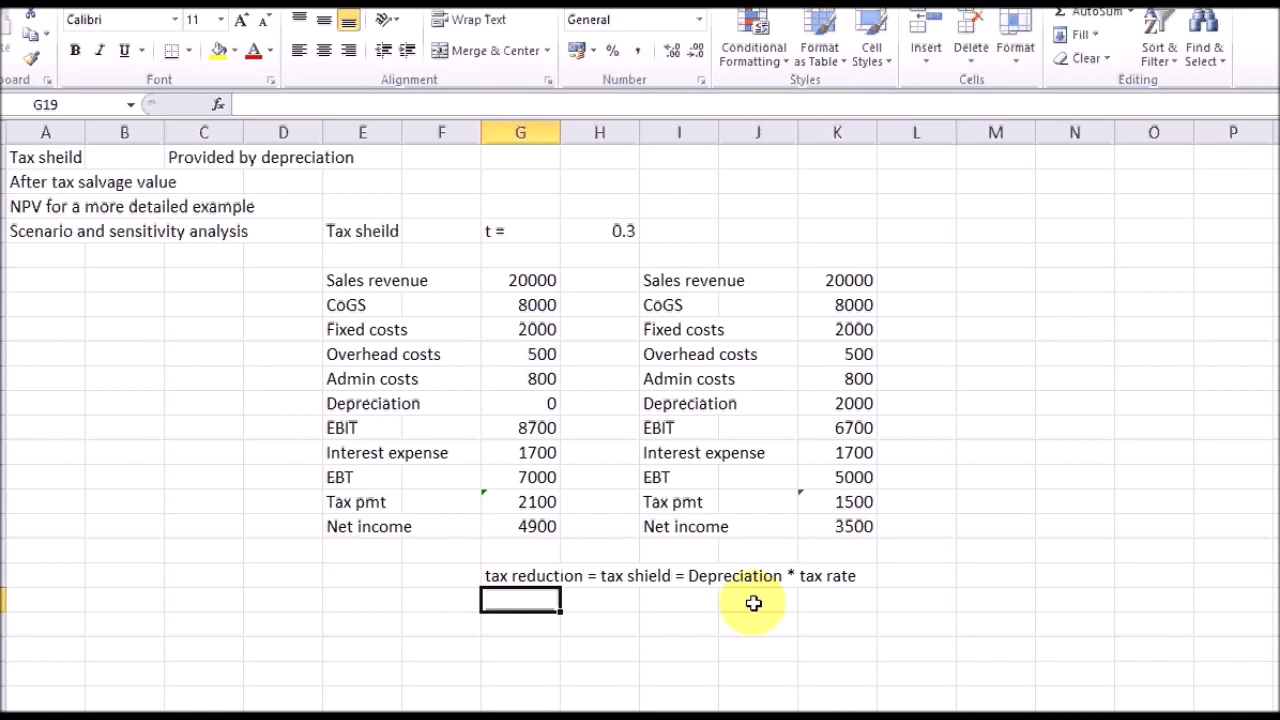 Calibri 11 A A Wrap Text General AutoSum
B I U A Merge & Center % , Conditional Formatting Format as Table Cell Styles Insert Delete Format Fill Clear Sort & Filter Find & Select
Font Alignment Number Styles Cells Editing
G19 fx
A B C D E F G H I J K L M N O P
Tax sheild Provided by depreciation
After tax salvage value
NPV for a more detailed example
Scenario and sensitivity analysis Tax sheild t = 0.3
Sales revenue 20000 Sales revenue 20000
CoGS 8000 CoGS 8000
Fixed costs 2000 Fixed costs 2000
Overhead costs 500 Overhead costs 500
Admin costs 800 Admin costs 800
Depreciation 0 Depreciation 2000
EBIT 8700 EBIT 6700
Interest expense 1700 Interest expense 1700
EBT 7000 EBT 5000
Tax pmt 2100 Tax pmt 1500
Net income 4900 Net income 3500
tax reduction = tax shield = Depreciation * tax rate